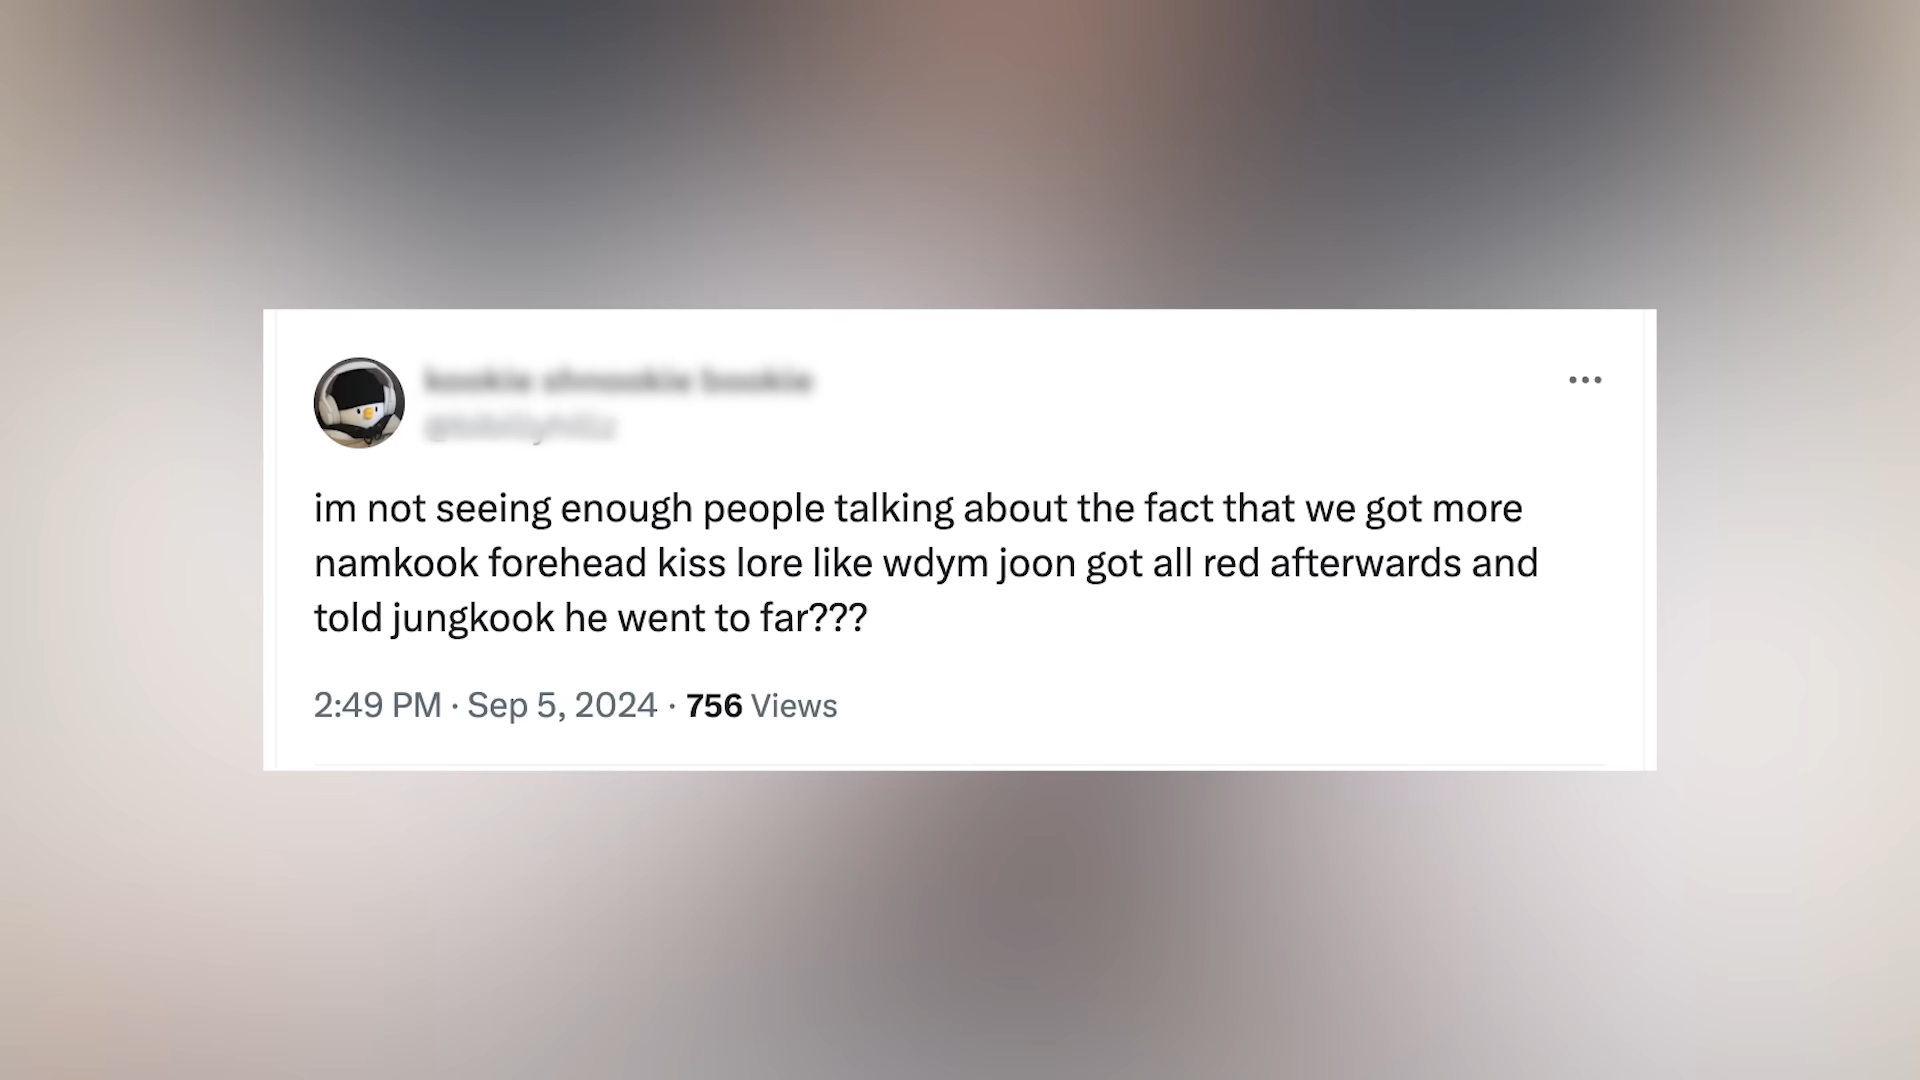 im not seeing enough people talking about the fact that we got more
namkook forehead kiss lore like wdym joon got all red afterwards and
told jungkook he went to far???
2:49 PM · Sep 5, 2024 · 756 Views